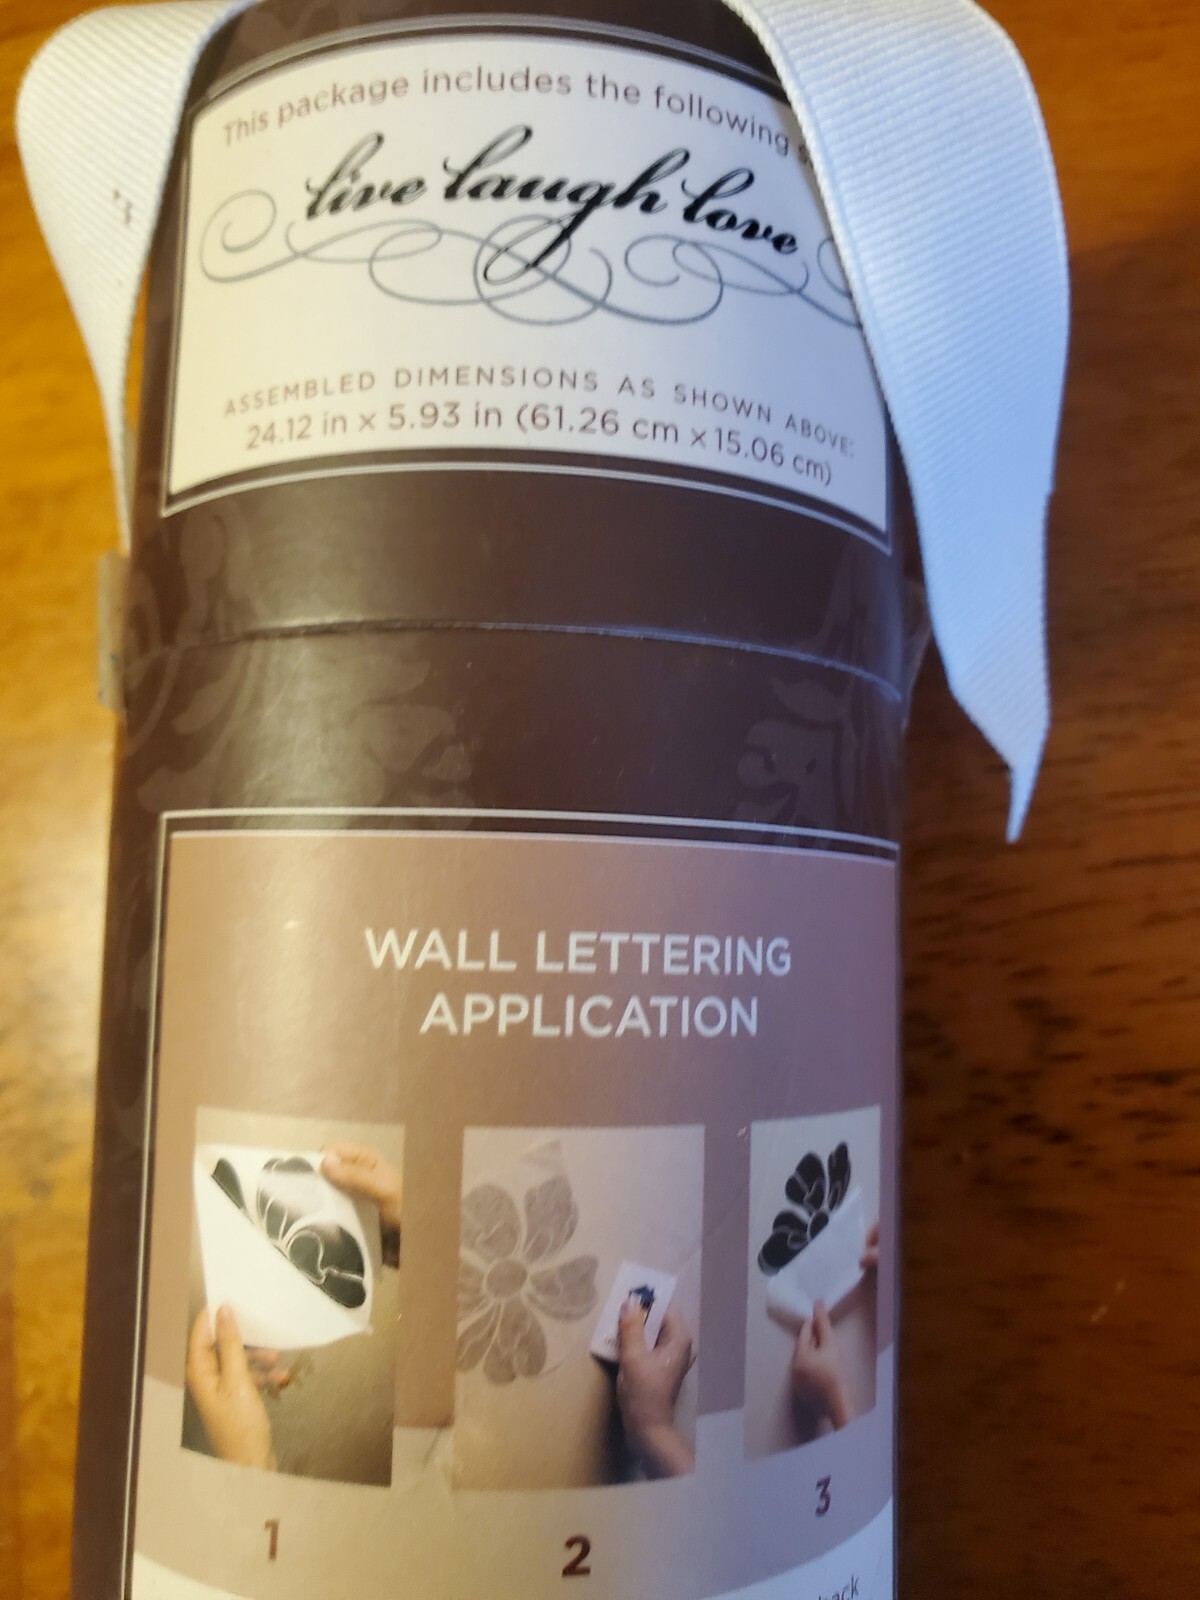 This package includes the following
live laugh love
ASSEMBLED DIMENSIONS AS SHOWN ABOVE:
24.12 in x 5.93 in (61.26 cm x 15.06 cm)
WALL LETTERING
APPLICATION
1
2
3